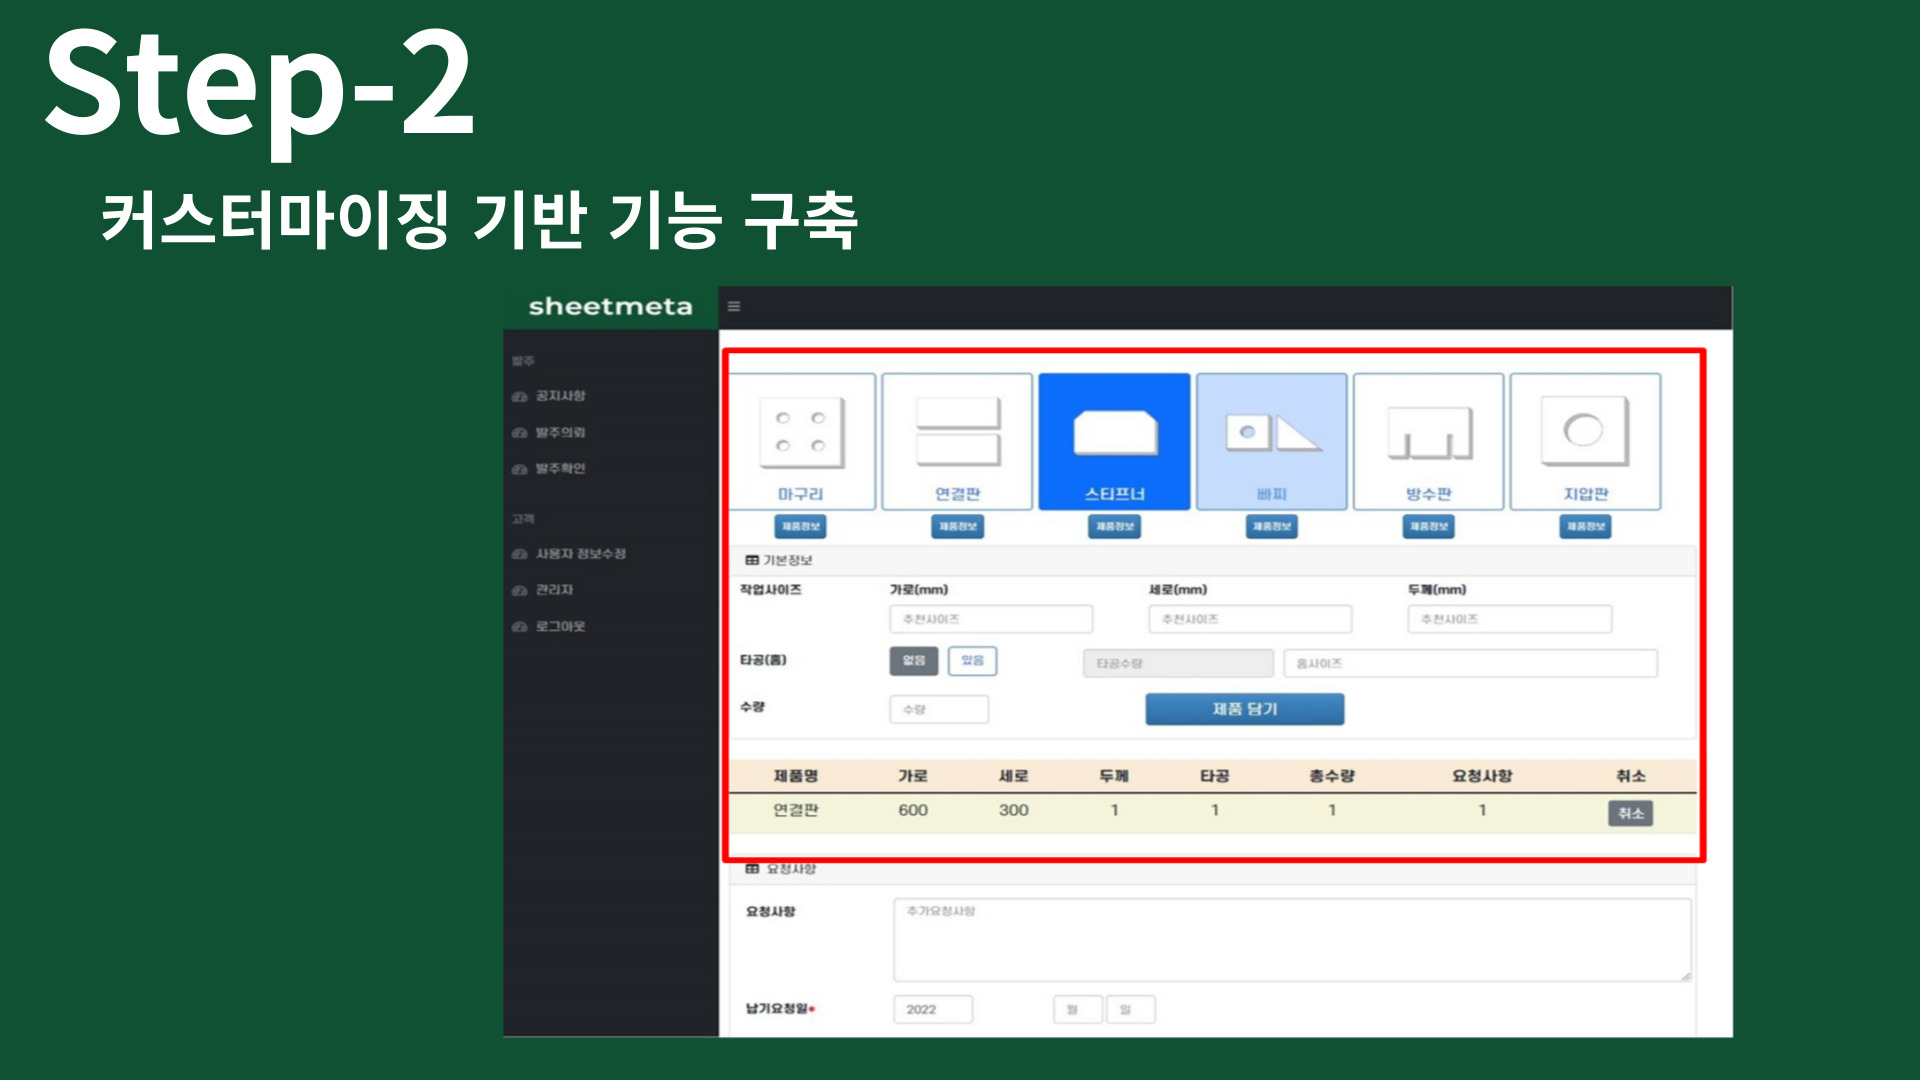 Step-2
커스터마이징 기반 기능 구축
sheetmeta
발주
공지사항
발주의뢰
발주확인
고객
사용자 정보수정
관리자
로그아웃
마구리 연결판 스티프너 빠찌 방수판 지압판
제품정보 제품정보 제품정보 제품정보 제품정보 제품정보
기본정보
작업사이즈 가로(mm) 세로(mm) 두께(mm)
추천사이즈 추천사이즈 추천사이즈
타공(홀) 없음 있음 타공수량 홀사이즈
수량 수량 제품 담기
제품명 가로 세로 두께 타공 총수량 요청사항 취소
연결판 600 300 1 1 1 1 취소
요청사항
요청사항 추가요청사항
납기요청일• 2022 월 일